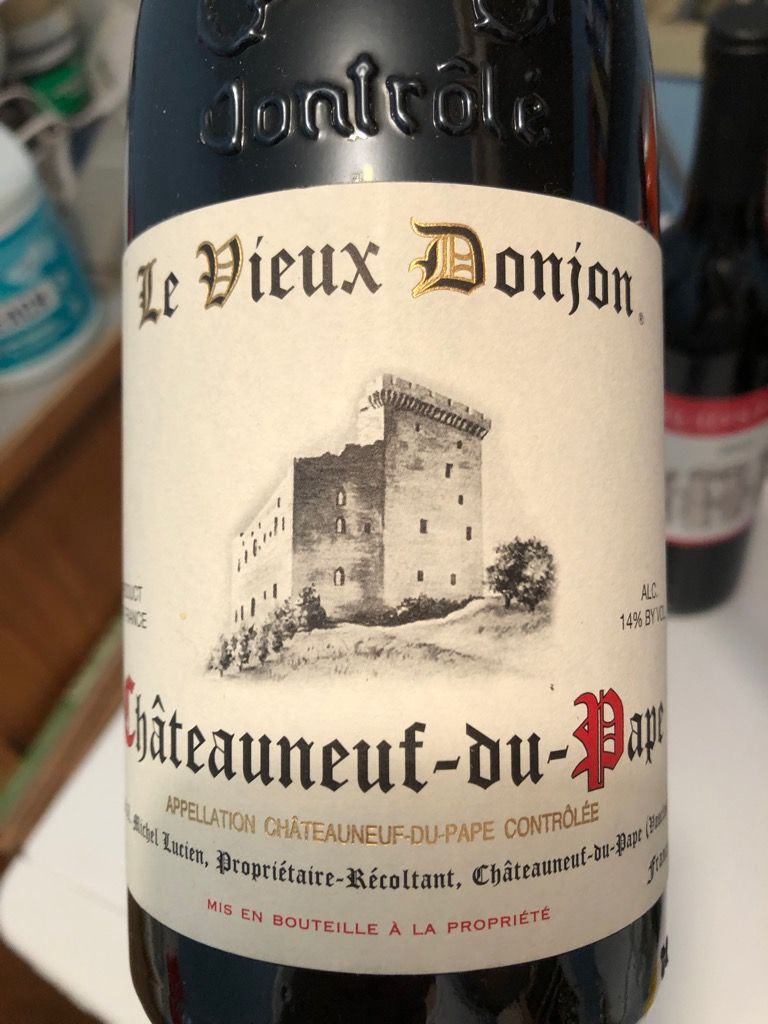 Contrôlé
Le Vieux Donjon
ALC.
14% BY VOL
Châteauneuf-du-Pape
APPELLATION CHÂTEAUNEUF-DU-PAPE CONTRÔLÉE
Michel Lucien, Propriétaire-Récoltant, Châteauneuf-du-Pape
MIS EN BOUTEILLE À LA PROPRIÉTÉ